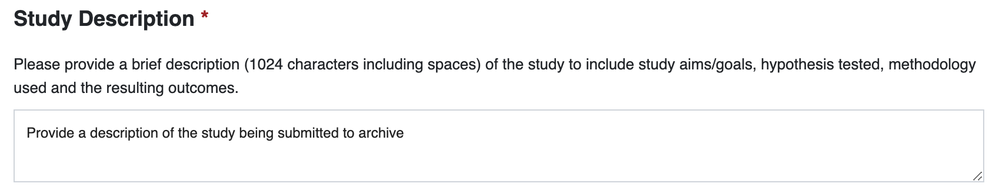 Study Description *
Please provide a brief description (1024 characters including spaces) of the study to include study aims/goals, hypothesis tested, methodology
used and the resulting outcomes.
Provide a description of the study being submitted to archive